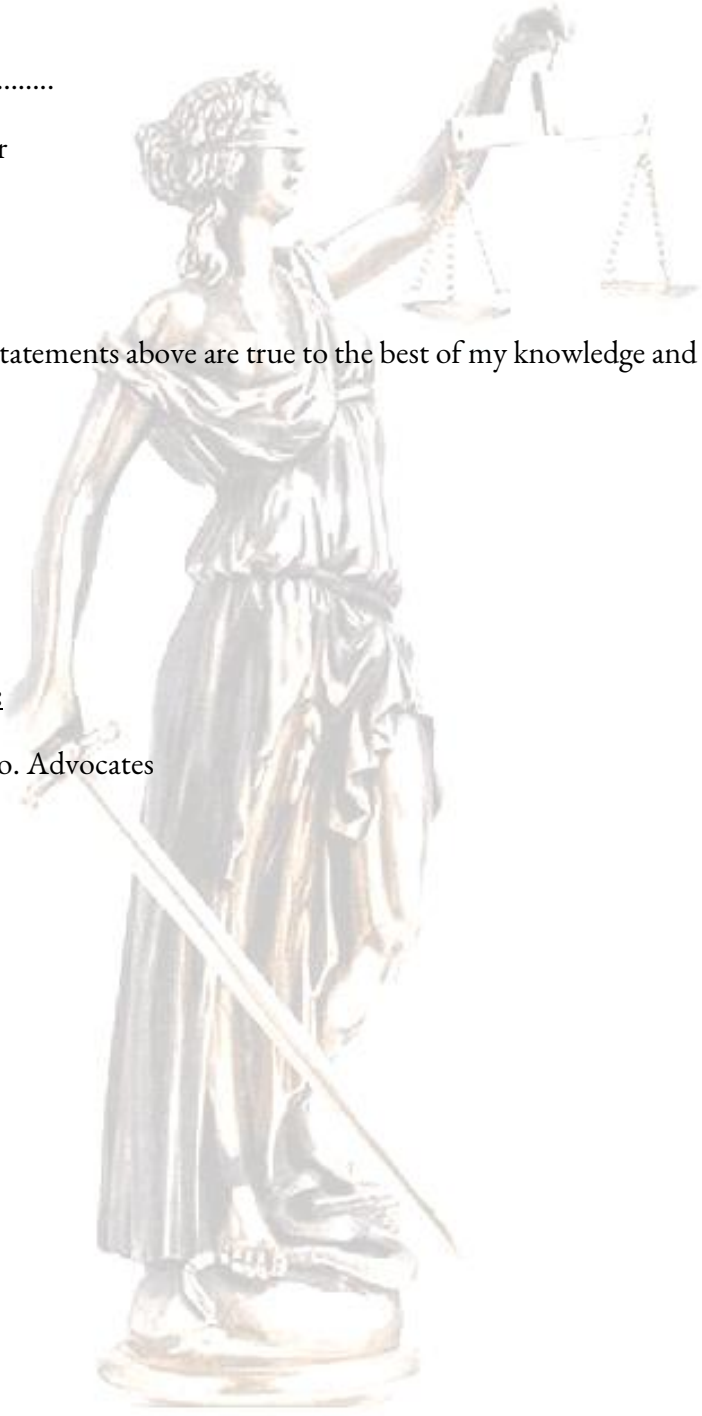 ........
r
tatements above are true to the best of my knowledge and
o. Advocates